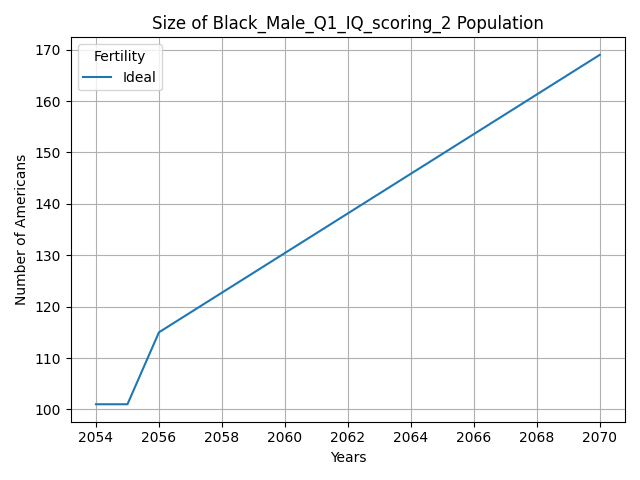 Size of Black_Male_Q1_IQ_scoring_2 Population
Fertility
Ideal
Number of Americans
170
160
150
140
130
120
110
100
2054 2056 2058 2060 2062 2064 2066 2068 2070
Years